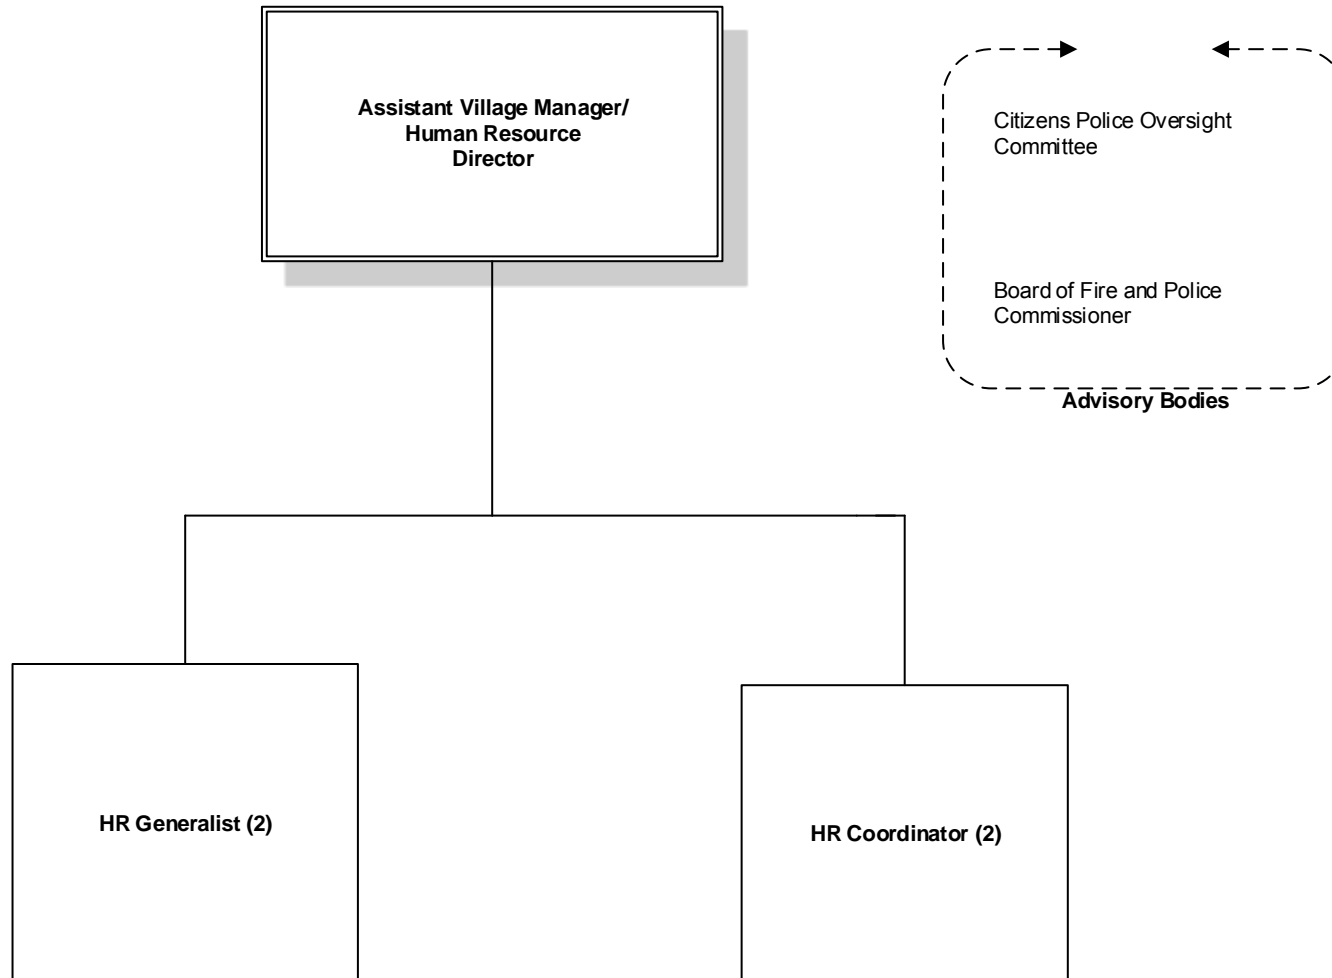 Assistant Village Manager/
Human Resource
Director
Citizens Police Oversight
Committee
Board of Fire and Police
Commissioner
Advisory Bodies
HR Generalist (2)
HR Coordinator (2)